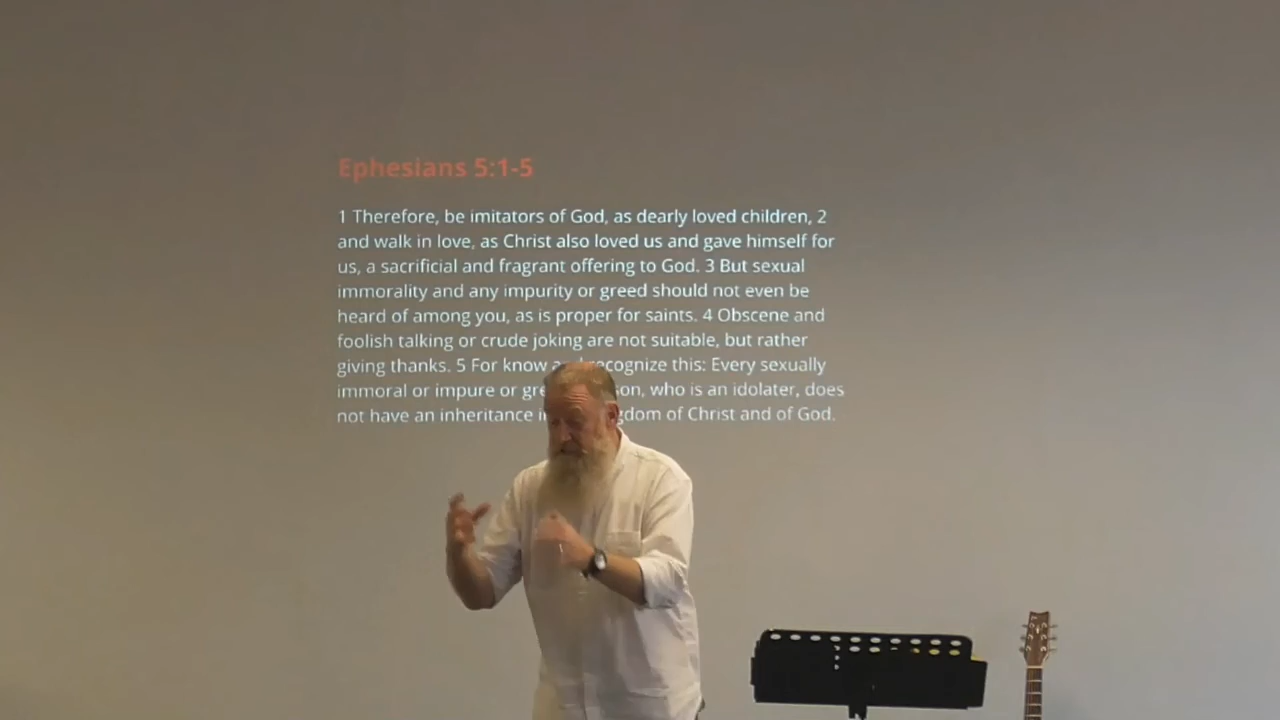 Ephesians 5:1-5
1 Therefore, be imitators of God, as dearly loved children, 2
and walk in love, as Christ also loved us and gave himself for
us, a sacrificial and fragrant offering to God. 3 But sexual
immorality and any impurity or greed should not even be
heard of among you, as is proper for saints. 4 Obscene and
foolish talking or crude joking are not suitable, but rather
giving thanks. 5 For know recognize this: Every sexually
immoral or impure or who is an idolater, does
not have an inheritance of Christ and of God.